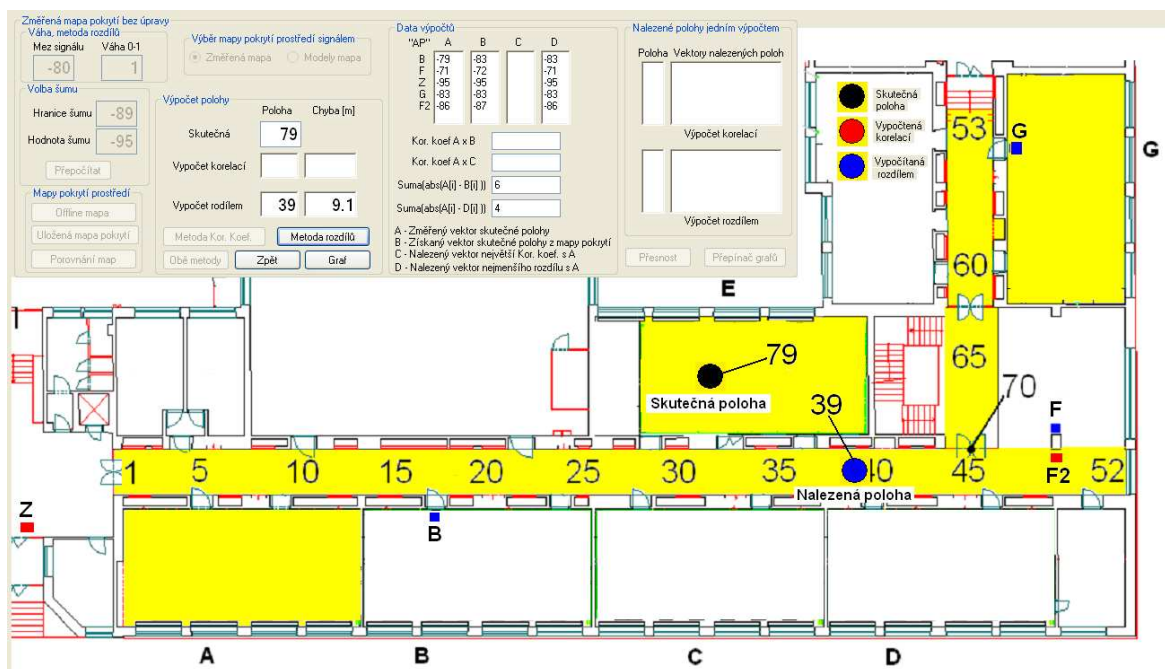 Změřená mapa pokrytí bez úpravy
Váha, metoda rozdílů
Mez signálu Váha 0-1
-80 1
Volba šumu
Hranice šumu -89
Hodnota šumu -95
Přepočítat
Mapy pokrytí prostředí
Offline mapa
Uložená mapa pokrytí
Porovnání map
Výběr mapy pokrytí prostředí signálem
Změřená mapa Modely mapa
Výpočet polohy
Poloha Chyba [m]
Skutečná 79
Vypočet korelací
Vypočet rodílem 39 9.1
Metoda Kor. Koef. Metoda rozdílů
Obě metody Zpět Graf
Data výpočtů
"AP" A B C D
B -79 -83 -83
F -71 -72 -71
Z -95 -95 -95
G -83 -83 -83
F2 -86 -87 -86
Kor. koef A x B
Kor. koef A x C
Suma(abs(A[i] - B[i] )) 6
Suma(abs(A[i] - D[i] )) 4
A - Změřený vektor skutečné polohy
B - Získaný vektor skutečné polohy z mapy pokrytí
C - Nalezený vektor největší Kor. koef. s A
D - Nalezený vektor nejmenšího rozdílu s A
Nalezené polohy jedním výpočtem
Poloha Vektory nalezených poloh
Výpočet korelací
Výpočet rozdílem
Přesnost Přepínač grafů
Skutečná
poloha
Vypočtená
korelací
Vypočítaná
rozdílem
53
G
G
60
E
65
79
70
Skutečná poloha
39
F
1 5 10 15 20 25 30 35 40 45 52
F2
Nalezená poloha
Z
B
A B C D